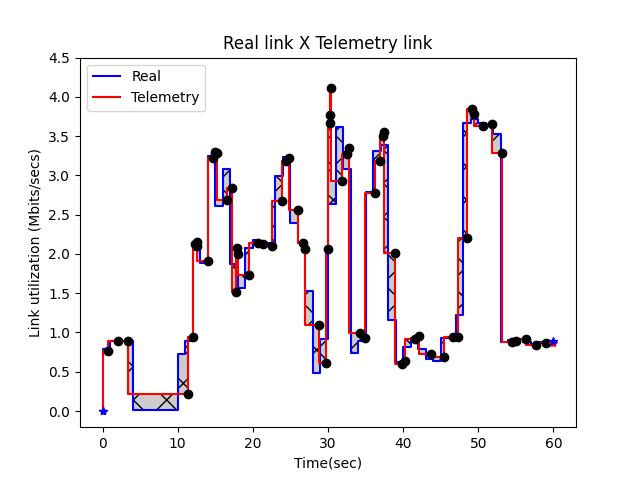 Real link X Telemetry link
Real
Telemetry
Link utilization (Mbits/secs)
4.5
4.0
3.5
3.0
2.5
2.0
1.5
1.0
0.5
0.0
0 10 20 30 40 50 60
Time(sec)